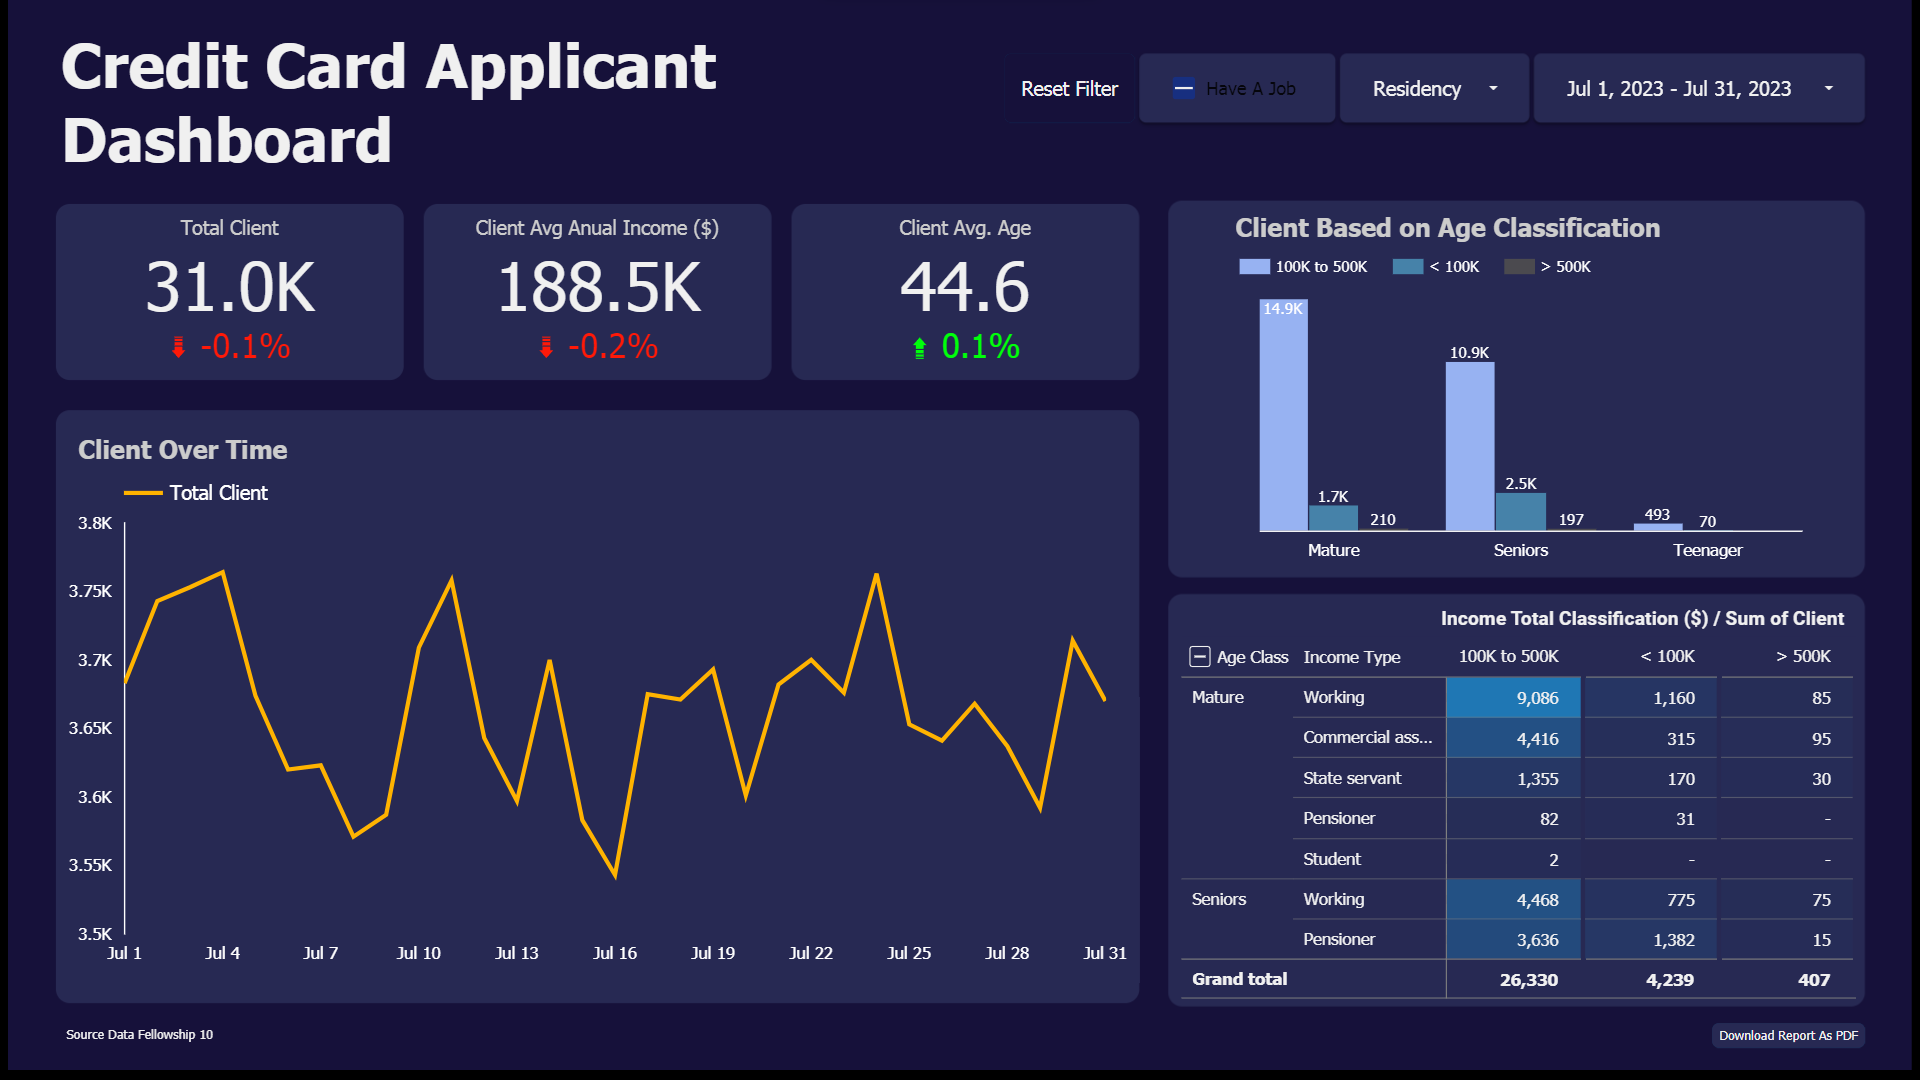 Credit Card Applicant
Dashboard
Reset Filter
Have A Job
Residency
Jul 1, 2023 - Jul 31, 2023
Total Client
31.0K
-0.1%
Client Avg Anual Income ($)
188.5K
-0.2%
Client Avg. Age
44.6
0.1%
Client Over Time
Total Client
3.8K
3.75K
3.7K
3.65K
3.6K
3.55K
3.5K
Jul 1 Jul 4 Jul 7 Jul 10 Jul 13 Jul 16 Jul 19 Jul 22 Jul 25 Jul 28 Jul 31
Client Based on Age Classification
100K to 500K < 100K > 500K
14.9K 1.7K 210
10.9K 2.5K 197
493 70
Mature Seniors Teenager
Income Total Classification ($) / Sum of Client
Age Class Income Type 100K to 500K < 100K > 500K
Mature Working 9,086 1,160 85
Commercial ass... 4,416 315 95
State servant 1,355 170 30
Pensioner 82 31 -
Student 2 - -
Seniors Working 4,468 775 75
Pensioner 3,636 1,382 15
Grand total 26,330 4,239 407
Source Data Fellowship 10
Download Report As PDF